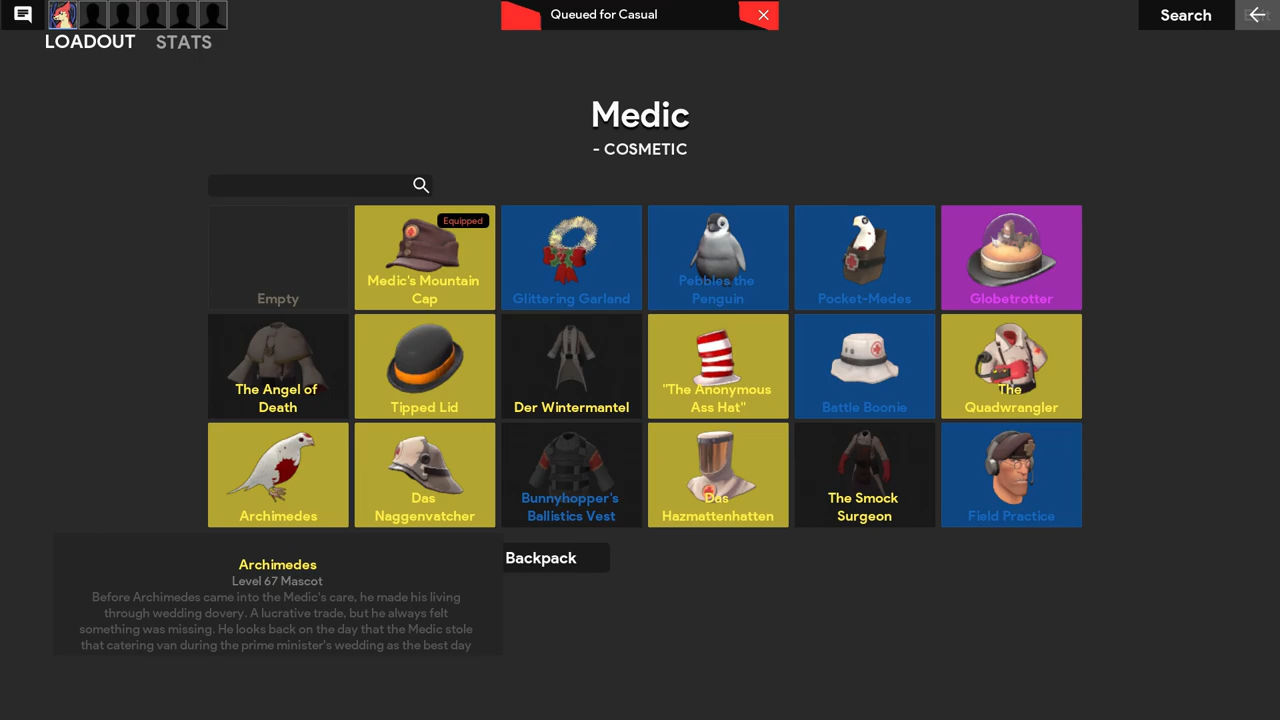 Queued for Casual
Search
LOADOUT
STATS
Medic
- COSMETIC
Empty
Equipped
Medic's Mountain
Cap
Glittering Garland
Pebbles the
Penguin
Pocket-Medes
Globetrotter
The Angel of
Death
Tipped Lid
Der Wintermantel
"The Anonymous
Ass Hat"
Battle Boonie
The
Quadwrangler
Archimedes
Das
Naggenvatcher
Bunnyhopper's
Ballistics Vest
Das
Hazmattenhatten
The Smock
Surgeon
Field Practice
Backpack
Archimedes
Level 67 Mascot
Before Archimedes came into the Medic's care, he made his living
through wedding dovery. A lucrative trade, but he always felt
something was missing. He looks back on the day that the Medic stole
that catering van during the prime minister's wedding as the best day